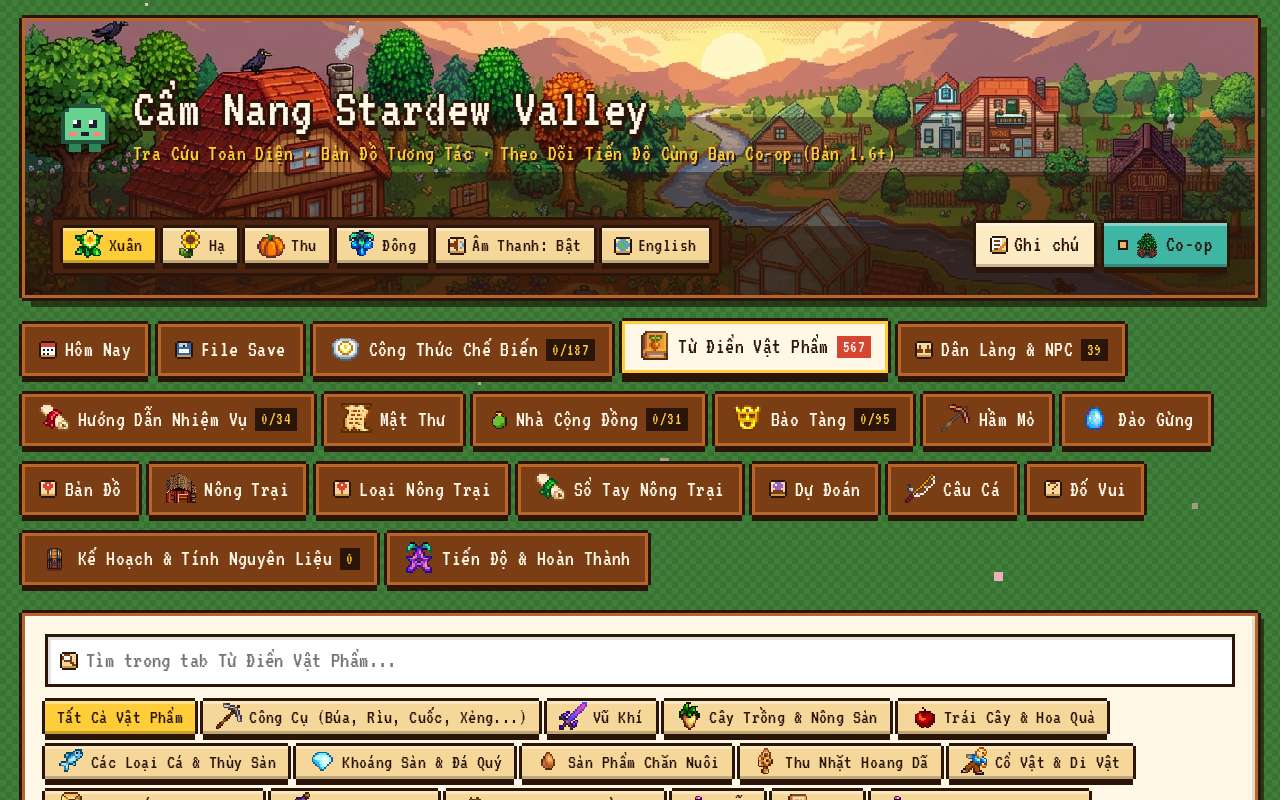 Cẩm Nang Stardew Valley
Tra Cứu Toàn Diện · Bản Đồ Tương Tác · Theo Dõi Tiến Độ Cùng Bạn Co-op (Bản 1.6+)
Xuân Hạ Thu Đông Âm Thanh: Bật English Ghi chú Co-op
Hôm Nay File Save Công Thức Chế Biến 0/187 Từ Điển Vật Phẩm 567 Dân Làng & NPC 39
Hướng Dẫn Nhiệm Vụ 0/34 Mật Thư Nhà Cộng Đồng 0/31 Bảo Tàng 0/95 Hầm Mỏ Đảo Gừng
Bản Đồ Nông Trại Loại Nông Trại Sổ Tay Nông Trại Dự Đoán Câu Cá Đố Vui
Kế Hoạch & Tính Nguyên Liệu 0 Tiến Độ & Hoàn Thành
Tìm trong tab Từ Điển Vật Phẩm...
Tất Cả Vật Phẩm Công Cụ (Búa, Rìu, Cuốc, Xẻng...) Vũ Khí Cây Trồng & Nông Sản Trái Cây & Hoa Quả
Các Loại Cá & Thủy Sản Khoáng Sản & Đá Quý Sản Phẩm Chăn Nuôi Thu Nhặt Hoang Dã Cổ Vật & Di Vật
SALOON